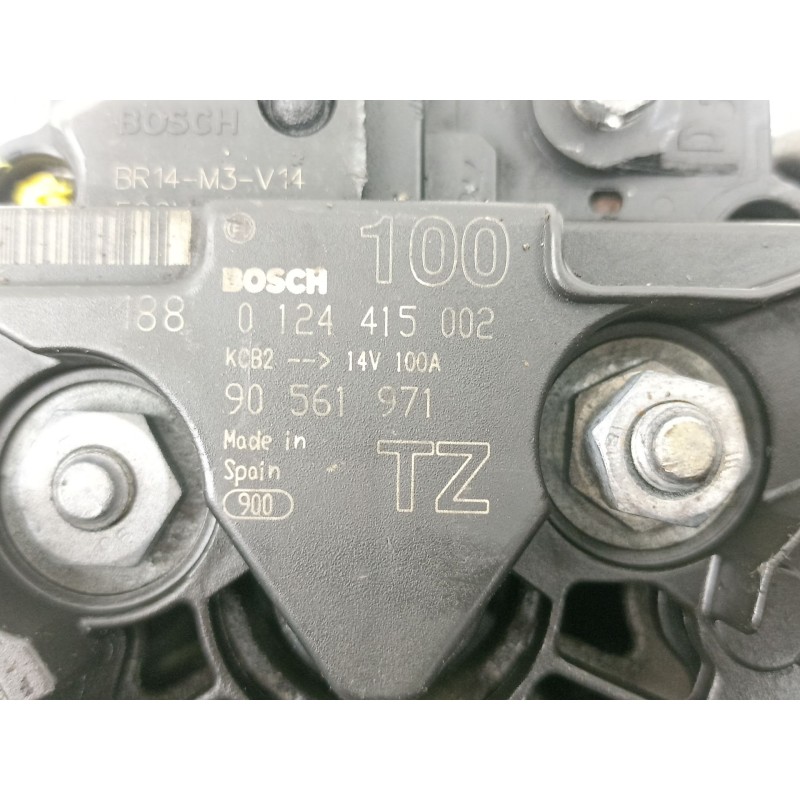 BOSCH
BR14-M3-V14
100
BOSCH
188 0 124 415 002
KCB2 --> 14V 100A
90 561 971
Made in
Spain
TZ
900